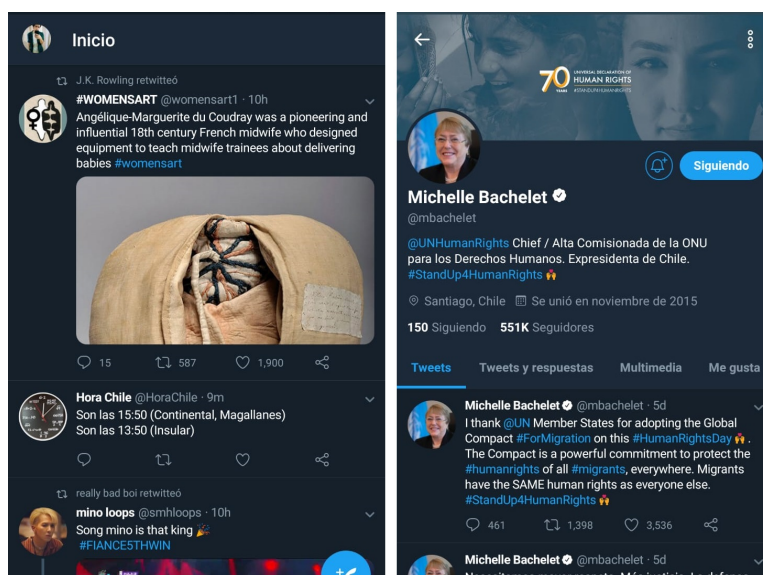 Inicio
J.K. Rowling retwitteó
#WOMENSART @womensart1 · 10h
Angélique-Marguerite du Coudray was a pioneering and
influential 18th century French midwife who designed
equipment to teach midwife trainees about delivering
babies #womensart
15 587 1,900
Hora Chile @HoraChile · 9m
Son las 15:50 (Continental, Magallanes)
Son las 13:50 (Insular)
really bad boi retwitteó
mino loops @smhloops · 10h
Song mino is that king
#FIANCE5THWIN
70 YEARS
UNIVERSAL DECLARATION OF
HUMAN RIGHTS
#STANDUP4HUMANRIGHTS
Siguiendo
Michelle Bachelet
@mbachelet
@UNHumanRights Chief / Alta Comisionada de la ONU
para los Derechos Humanos. Expresidenta de Chile.
#StandUp4HumanRights
Santiago, Chile Se unió en noviembre de 2015
150 Siguiendo 551K Seguidores
Tweets Tweets y respuestas Multimedia Me gusta
Michelle Bachelet @mbachelet · 5d
I thank @UN Member States for adopting the Global
Compact #ForMigration on this #HumanRightsDay .
The Compact is a powerful commitment to protect the
#humanrights of all #migrants, everywhere. Migrants
have the SAME human rights as everyone else.
#StandUp4HumanRights
461 1,398 3,536
Michelle Bachelet @mbachelet · 5d